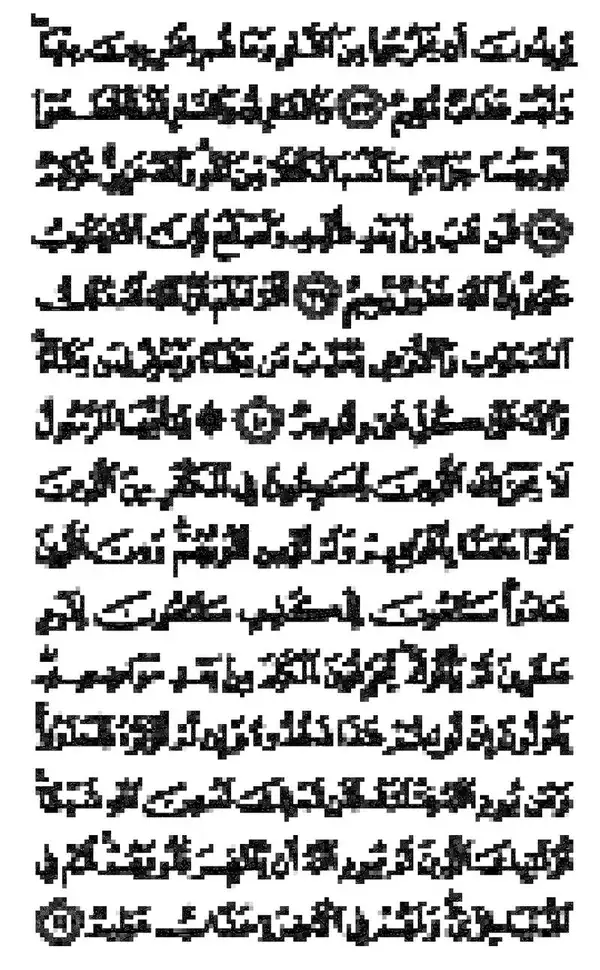 يريدون أن يخرجوا من النار وما هم بخارجين منها
ولهم عذاب مقيم ٣٧ والسارق والسارقة فاقطعوا
أيديهما جزاء بما كسبا نكالا من الله والله عزيز حكيم
٣٨ فمن تاب من بعد ظلمه وأصلح فإن الله يتوب
عليه إن الله غفور رحيم ٣٩ ألم تعلم أن الله له ملك
السماوات والأرض يعذب من يشاء ويغفر لمن يشاء
والله على كل شيء قدير ٤٠ ۞ يا أيها الرسول
لا يحزنك الذين يسارعون في الكفر من الذين
قالوا آمنا بأفواههم ولم تؤمن قلوبهم ومن الذين
هادوا سماعون للكذب سماعون لقوم
آخرين لم يأتوك يحرفون الكلم من بعد مواضعه
يقولون إن أوتيتم هذا فخذوه وإن لم تؤتوه فاحذروا
ومن يرد الله فتنته فلن تملك له من الله شيئا
أولئك الذين لم يرد الله أن يطهر قلوبهم لهم في
الدنيا خزي ولهم في الآخرة عذاب عظيم ٤١